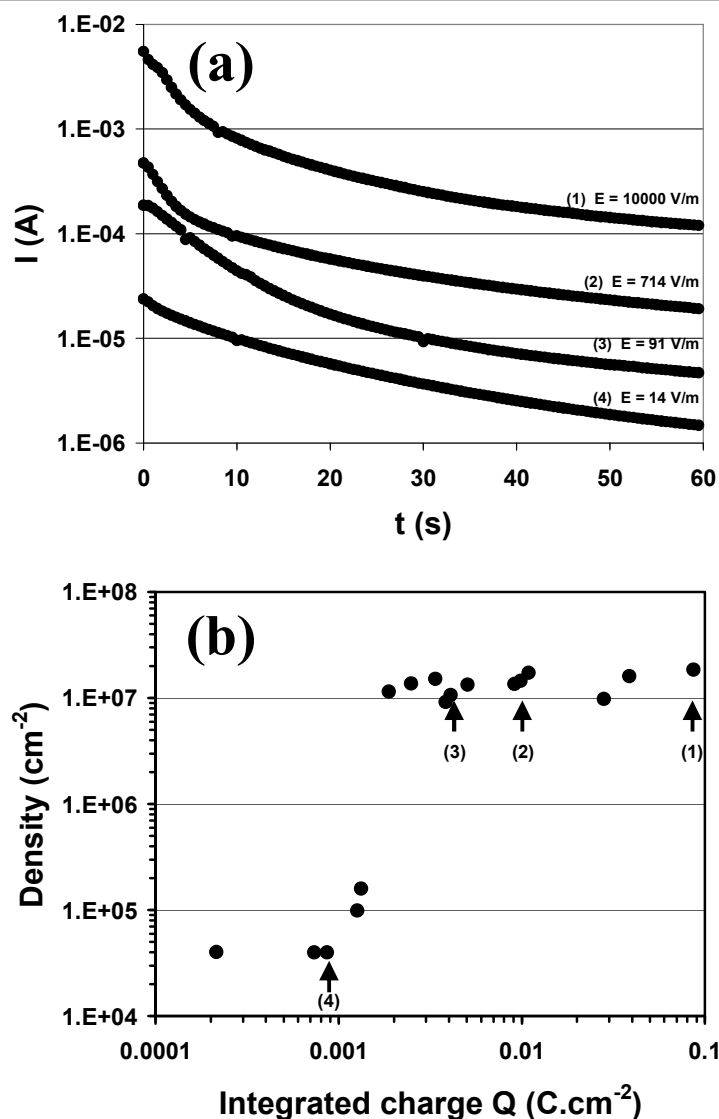 (a)
1.E-02
1.E-03
1.E-04
1.E-05
1.E-06
I (A)
(1) E = 10000 V/m
(2) E = 714 V/m
(3) E = 91 V/m
(4) E = 14 V/m
0 10 20 30 40 50 60
t (s)
(b)
1.E+08
1.E+07
1.E+06
1.E+05
1.E+04
Density (cm-2)
(3) (2) (1)
(4)
0.0001 0.001 0.01 0.1
Integrated charge Q (C.cm-2)